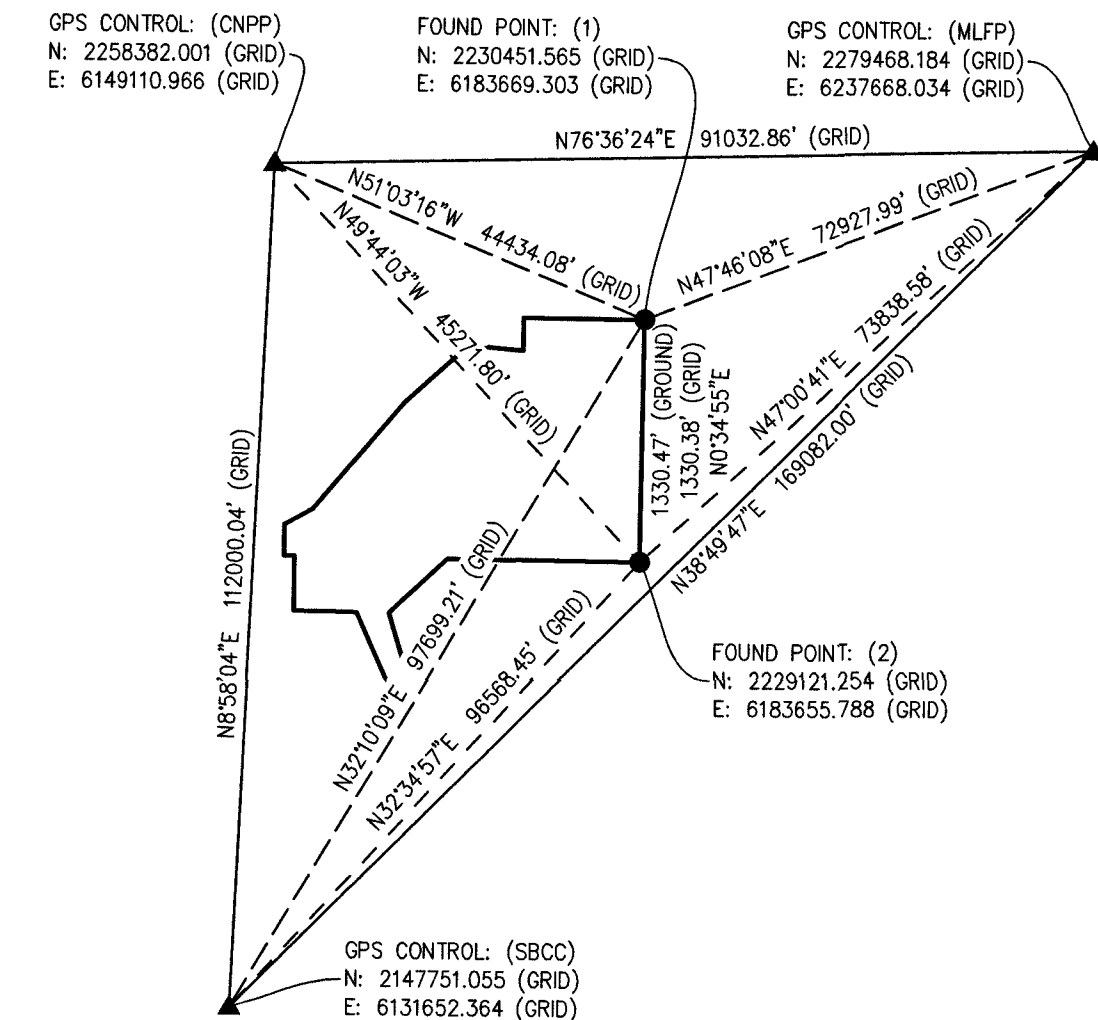 GPS CONTROL: (CNPP)
N: 2258382.001 (GRID)
E: 6149110.966 (GRID)
FOUND POINT: (1)
N: 2230451.565 (GRID)
E: 6183669.303 (GRID)
GPS CONTROL: (MLFP)
N: 2279468.184 (GRID)
E: 6237668.034 (GRID)
N76°36'24"E 91032.86' (GRID)
N51°03'16"W 44434.08' (GRID)
N49°44'03"W 45271.80' (GRID)
N47°46'08"E 72927.99' (GRID)
N47°00'41"E 73838.58' (GRID)
N38°49'47"E 169082.00' (GRID)
1330.47' (GROUND)
1330.38' (GRID)
N0°34'55"E
N8°58'04"E 112000.04' (GRID)
N32°10'09"E 97699.21' (GRID)
N32°34'57"E 96568.45' (GRID)
FOUND POINT: (2)
N: 2229121.254 (GRID)
E: 6183655.788 (GRID)
GPS CONTROL: (SBCC)
N: 2147751.055 (GRID)
E: 6131652.364 (GRID)